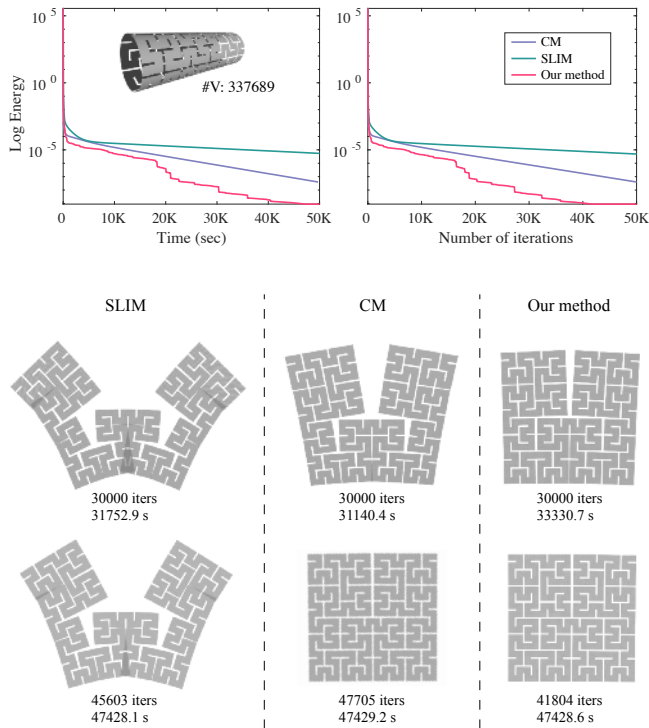 10^5
10^0
10^-5
Log Energy
#V: 337689
0 10K 20K 30K 40K 50K
Time (sec)
10^5
10^0
10^-5
CM
SLIM
Our method
0 10K 20K 30K 40K 50K
Number of iterations
SLIM
CM
Our method
30000 iters
31752.9 s
30000 iters
31140.4 s
30000 iters
33330.7 s
45603 iters
47428.1 s
47705 iters
47429.2 s
41804 iters
47428.6 s